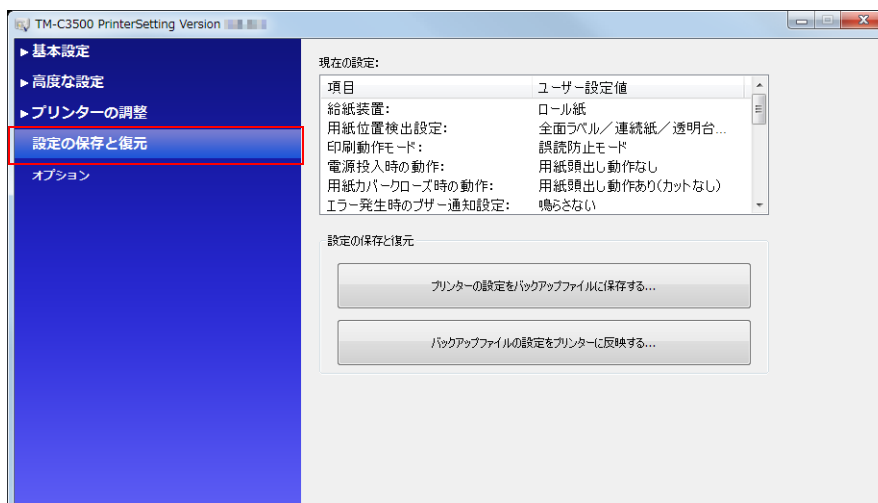 TM-C3500 PrinterSetting Version
▶基本設定
▶高度な設定
▶プリンターの調整
設定の保存と復元
オプション
現在の設定:
項目 ユーザー設定値
給紙装置: ロール紙
用紙位置検出設定: 全面ラベル／連続紙／透明台...
印刷動作モード: 誤読防止モード
電源投入時の動作: 用紙頭出し動作なし
用紙カバークローズ時の動作: 用紙頭出し動作あり(カットなし)
エラー発生時のブザー通知設定: 鳴らさない
設定の保存と復元
プリンターの設定をバックアップファイルに保存する...
バックアップファイルの設定をプリンターに反映する...